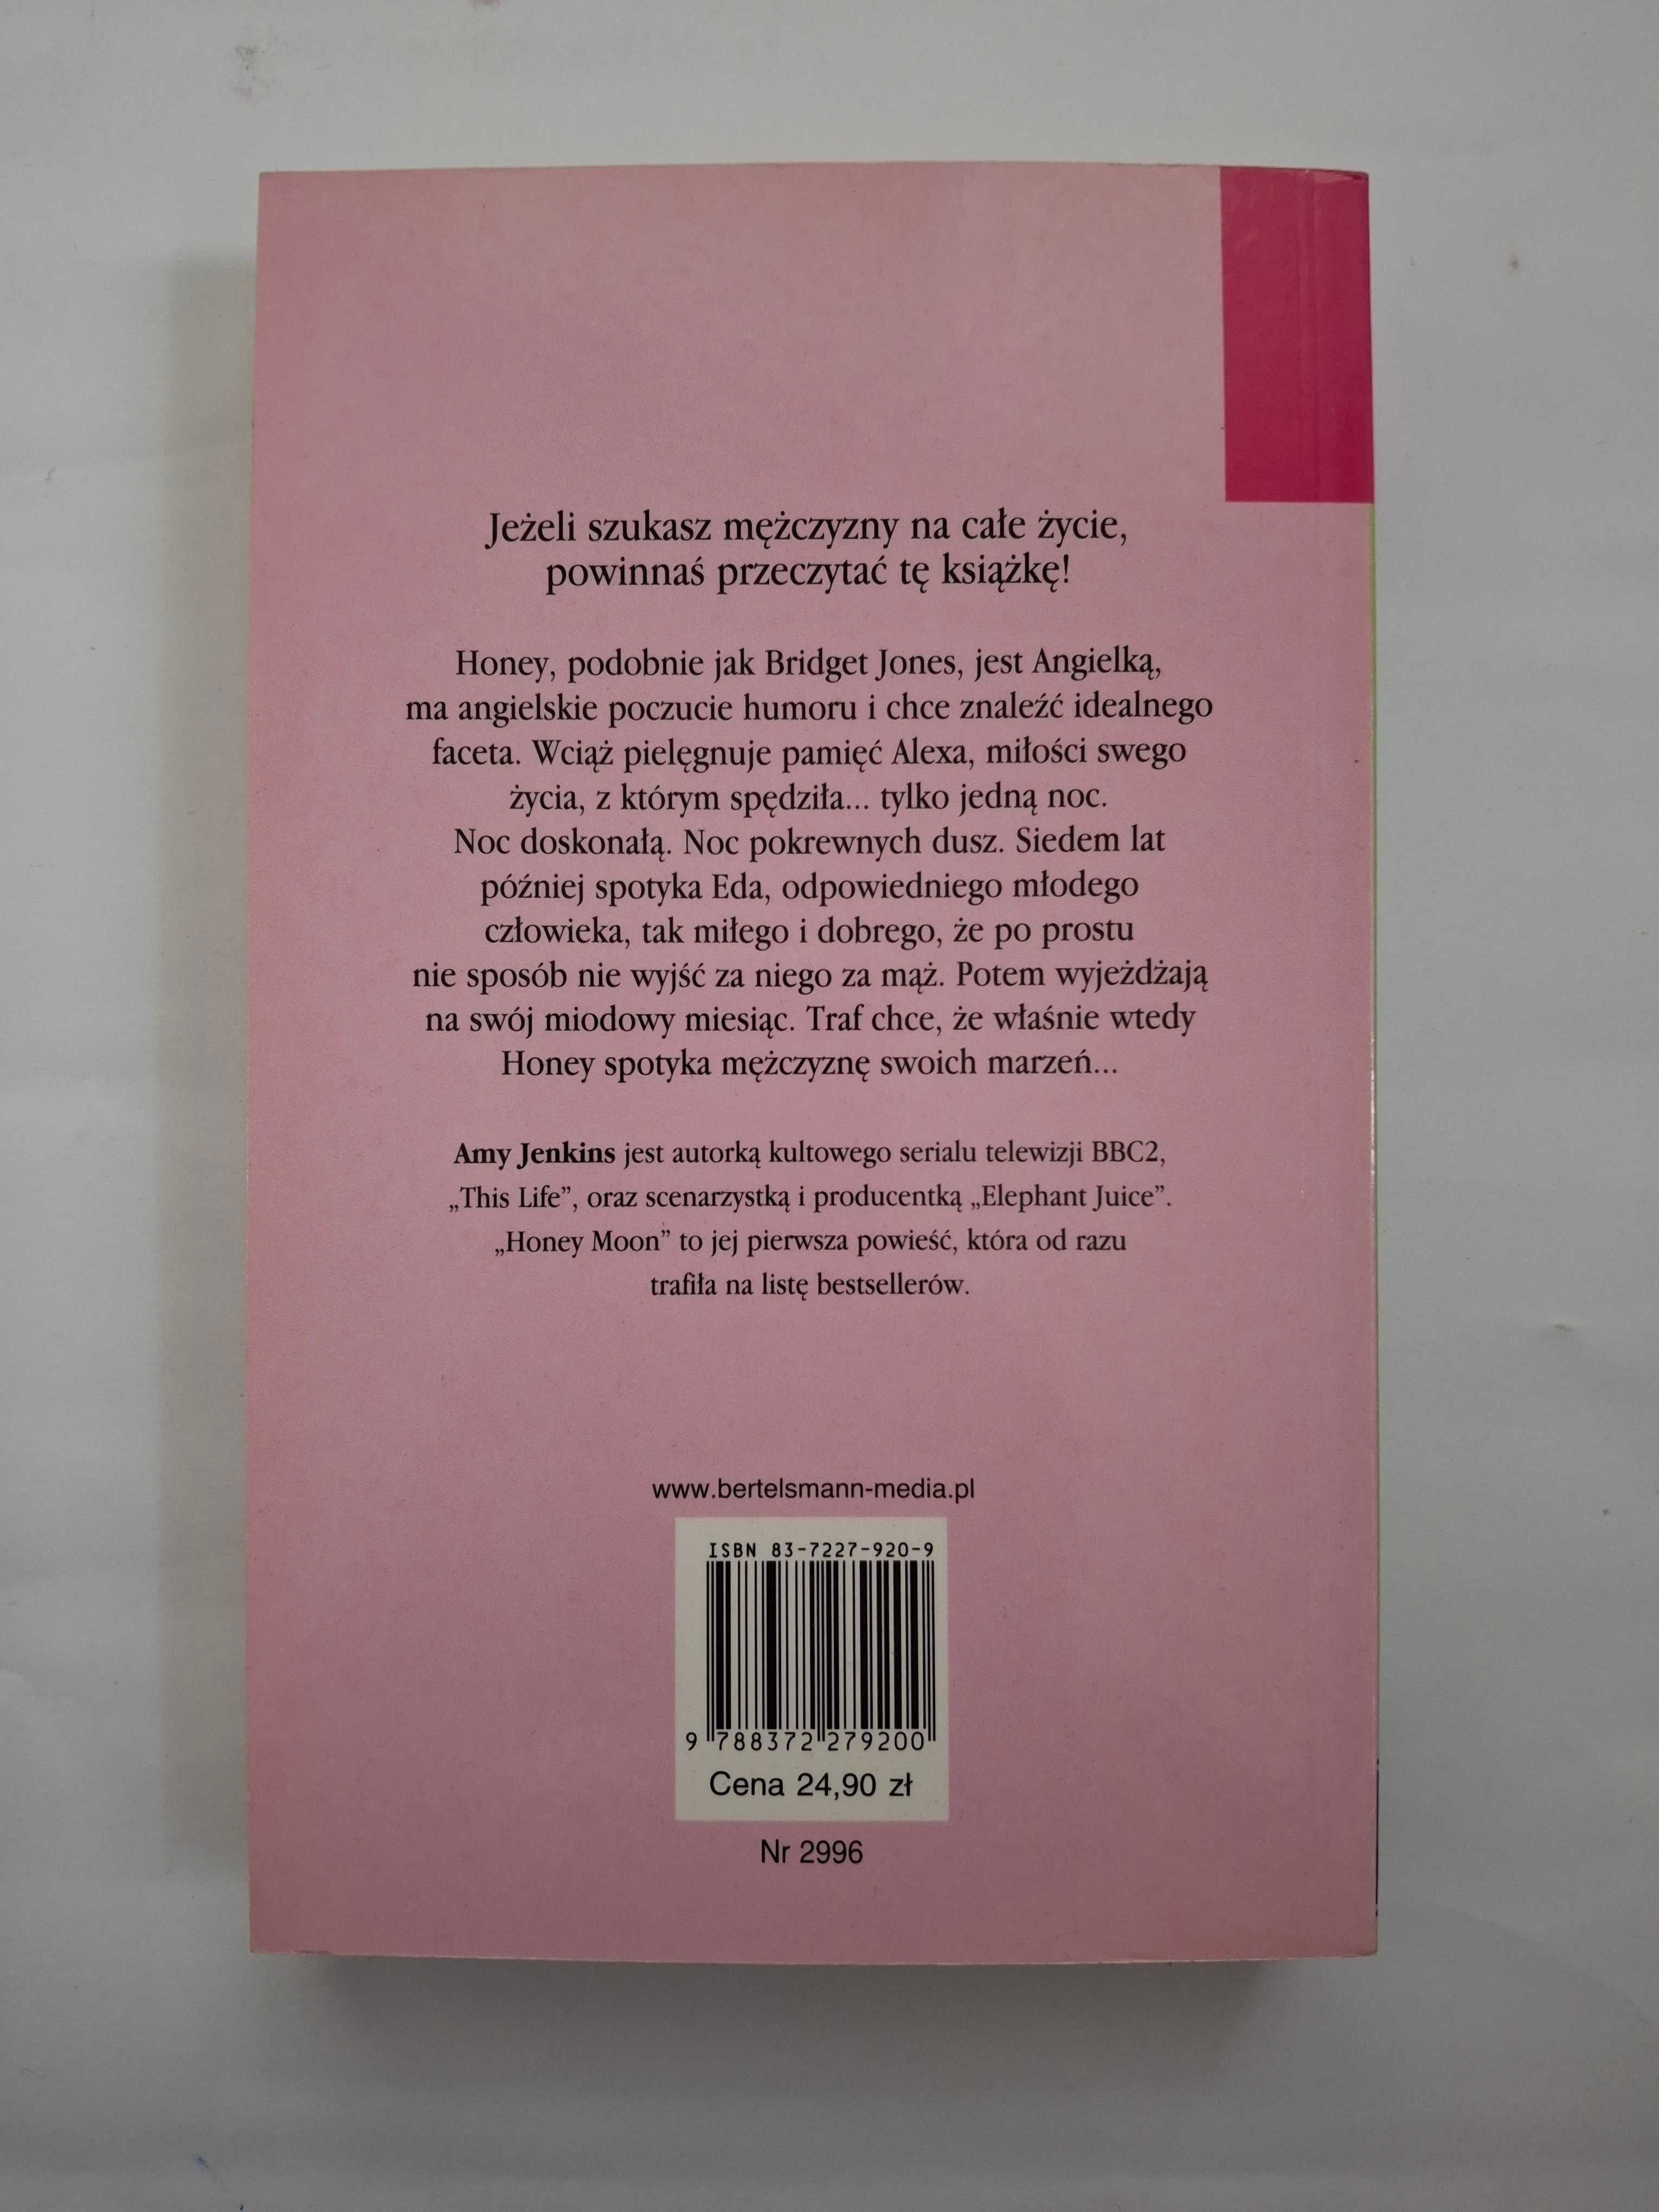 Jeżeli szukasz mężczyzny na całe życie,
powinnaś przeczytać tę książkę!
Honey, podobnie jak Bridget Jones, jest Angielką,
ma angielskie poczucie humoru i chce znaleźć idealnego
faceta. Wciąż pielęgnuje pamięć Alexa, miłości swego
życia, z którym spędziła... tylko jedną noc.
Noc doskonałą. Noc pokrewnych dusz. Siedem lat
później spotyka Eda, odpowiedniego młodego
człowieka, tak miłego i dobrego, że po prostu
nie sposób nie wyjść za niego za mąż. Potem wyjeżdżają
na swój miodowy miesiąc. Traf chce, że właśnie wtedy
Honey spotyka mężczyznę swoich marzeń...
Amy Jenkins jest autorką kultowego serialu telewizji BBC2,
„This Life”, oraz scenarzystką i producentką „Elephant Juice”.
„Honey Moon” to jej pierwsza powieść, która od razu
trafiła na listę bestsellerów.
www.bertelsmann-media.pl
ISBN 83-7227-920-9
9 788372 279200
Cena 24,90 zł
Nr 2996